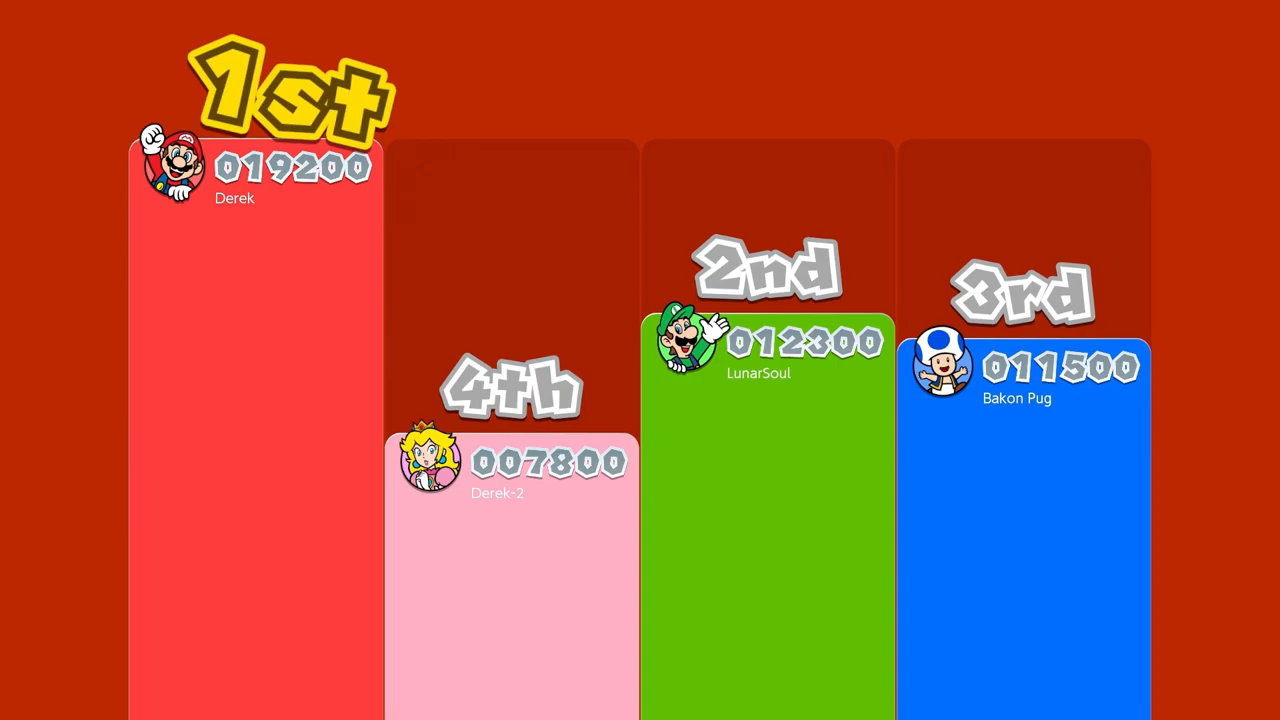 1st
019200
Derek
4th
007800
Derek-2
2nd
012300
LunarSoul
3rd
011500
Bakon Pug